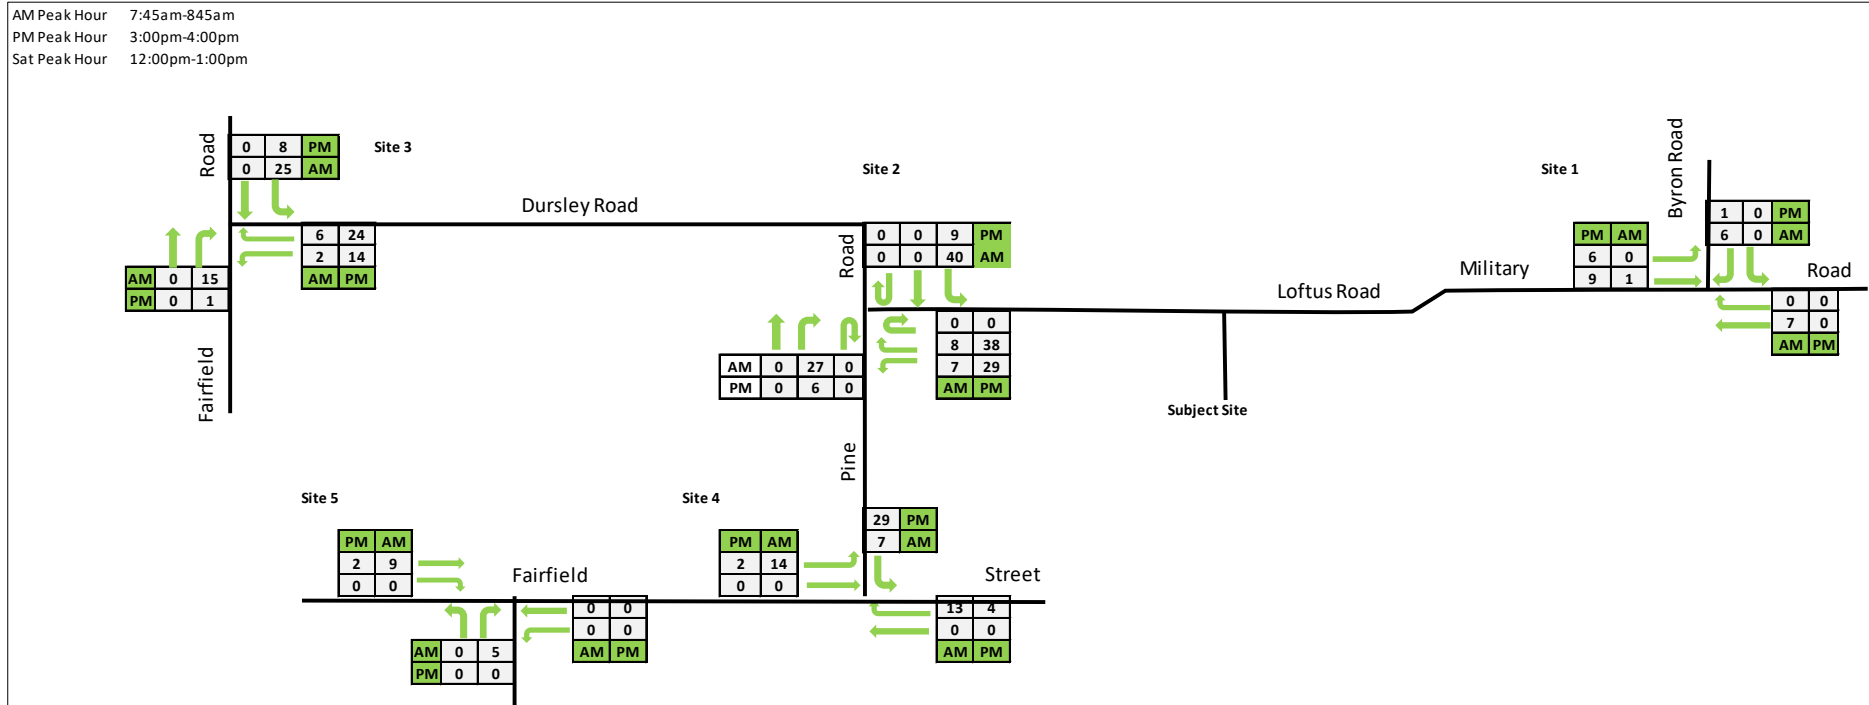 AM Peak Hour 7:45am-845am
PM Peak Hour 3:00pm-4:00pm
Sat Peak Hour 12:00pm-1:00pm
Road
0 8 PM
0 25 AM
Site 3
Site 2
Site 1
Byron Road
1 0 PM
6 0 AM
Dursley Road
6 24
2 14
AM PM
AM 0 15
PM 0 1
Fairfield
Road
0 0 9 PM
0 0 40 AM
PM AM
6 0
9 1
Military
Road
Loftus Road
0 0
7 0
AM PM
0 0
8 38
7 29
AM PM
AM 0 27 0
PM 0 6 0
Subject Site
Pine
Site 5
Site 4
29 PM
7 AM
PM AM
2 9
0 0
PM AM
2 14
0 0
Fairfield
Street
0 0
0 0
AM PM
13 4
0 0
AM PM
AM 0 5
PM 0 0